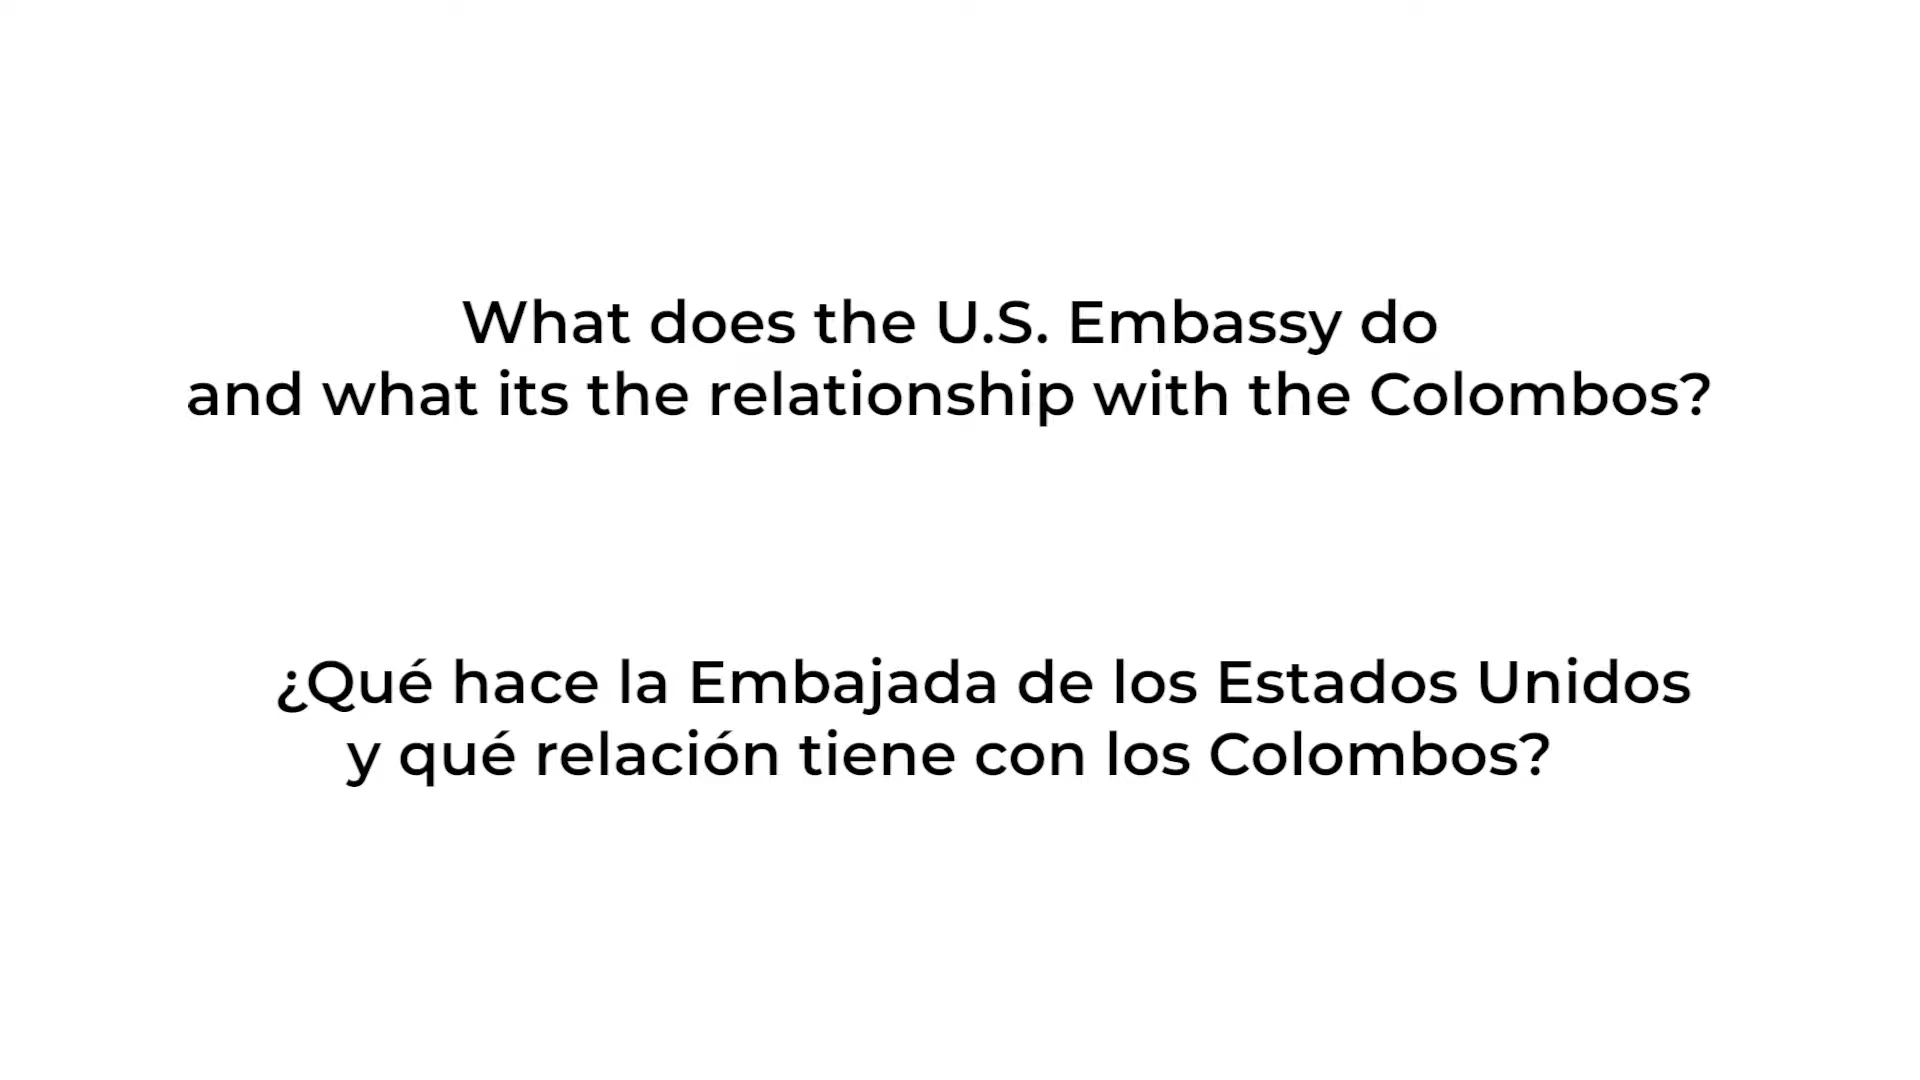 What does the U.S. Embassy do
and what its the relationship with the Colombos?
¿Qué hace la Embajada de los Estados Unidos
y qué relación tiene con los Colombos?